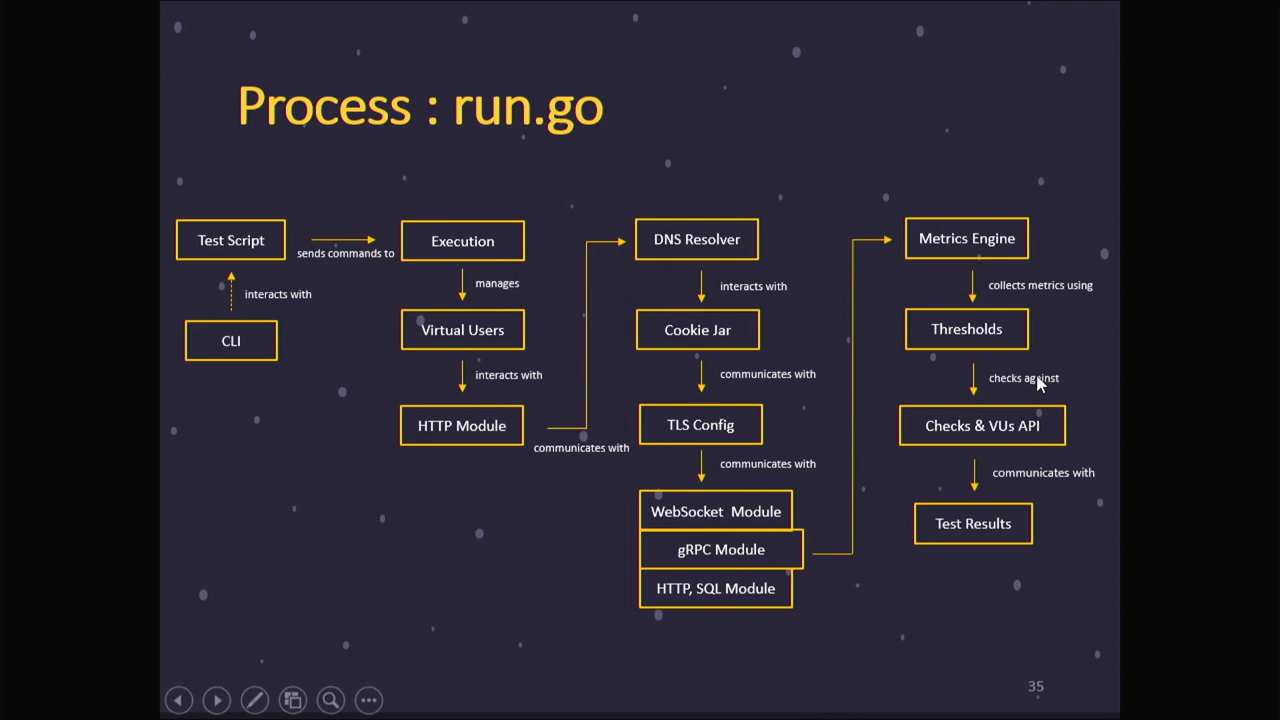 Process : run.go
Test Script
sends commands to
interacts with
CLI
Execution
manages
Virtual Users
interacts with
HTTP Module
communicates with
DNS Resolver
interacts with
Cookie Jar
communicates with
TLS Config
communicates with
WebSocket Module
gRPC Module
HTTP, SQL Module
Metrics Engine
collects metrics using
Thresholds
checks against
Checks & VUs API
communicates with
Test Results
35